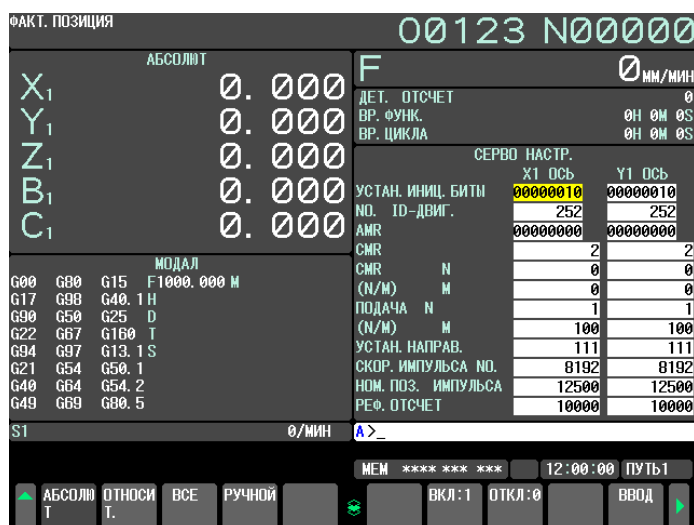 ФАКТ. ПОЗИЦИЯ
O0123 N00000
АБСОЛЮТ
X1 0. 000
Y1 0. 000
Z1 0. 000
B1 0. 000
C1 0. 000
F 0 ММ/МИН
ДЕТ. ОТСЧЕТ 0
ВР. ФУНК. 0H 0M 0S
ВР. ЦИКЛА 0H 0M 0S
МОДАЛ
G00 G80 G15 F1000. 000 M
G17 G98 G40. 1 H
G90 G50 G25 D
G22 G67 G160 T
G94 G97 G13. 1 S
G21 G54 G50. 1
G40 G64 G54. 2
G49 G69 G80. 5
S1 0/МИН
СЕРВО НАСТР.
X1 ОСЬ Y1 ОСЬ
УСТАН. ИНИЦ. БИТЫ 00000010 00000010
NO. ID-ДВИГ. 252 252
AMR 00000000 00000000
CMR 2 2
CMR N 0 0
(N/M) M 0 0
ПОДАЧА N 1 1
(N/M) M 100 100
УСТАН. НАПРАВ. 111 111
СКОР. ИМПУЛЬСА NO. 8192 8192
НОМ. ПОЗ. ИМПУЛЬСА 12500 12500
РЕФ. ОТСЧЕТ 10000 10000
A >_
MEM **** *** *** 12:00:00 ПУТЬ1
АБСОЛЮ
Т
ОТНОСИ
Т.
ВСЕ
РУЧНОЙ
ВКЛ:1
ОТКЛ:0
ВВОД